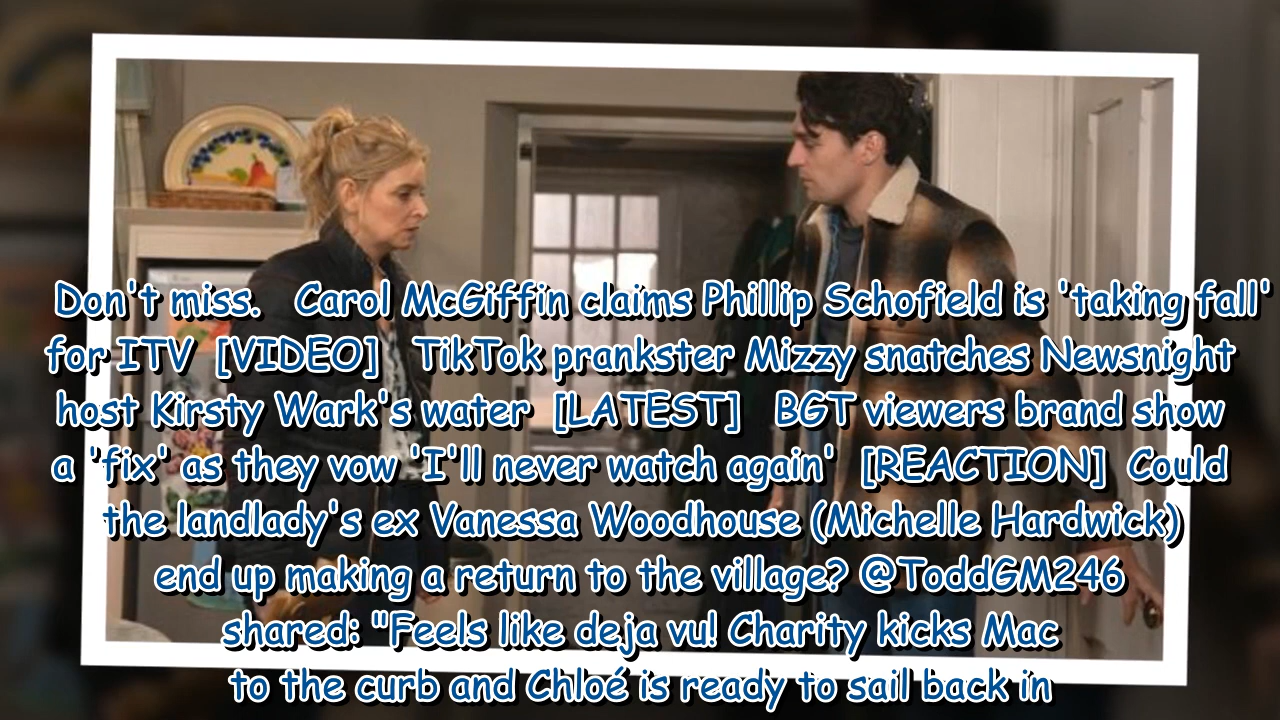 Don't miss. Carol McGiffin claims Phillip Schofield is 'taking fall'
for ITV [VIDEO] TikTok prankster Mizzy snatches Newsnight
host Kirsty Wark's water [LATEST] BGT viewers brand show
a 'fix' as they vow 'I'll never watch again' [REACTION] Could
the landlady's ex Vanessa Woodhouse (Michelle Hardwick)
end up making a return to the village? @ToddGM246
shared: "Feels like deja vu! Charity kicks Mac
to the curb and Chloé is ready to sail back in